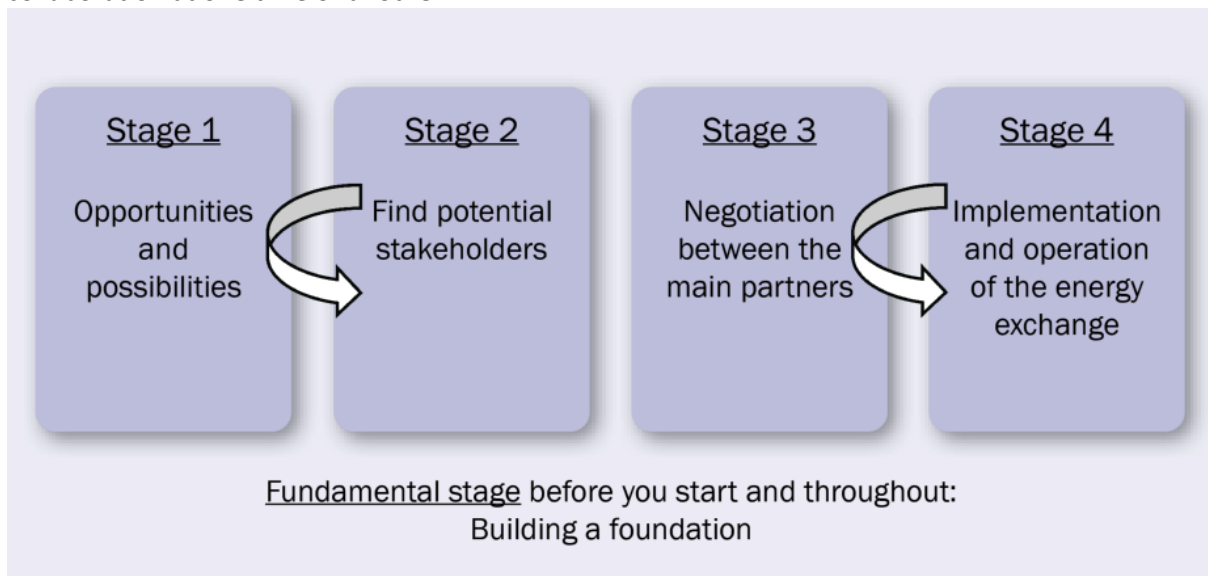 Stage 1
Opportunities
and
possibilities
Stage 2
Find potential
stakeholders
Stage 3
Negotiation
between the
main partners
Stage 4
Implementation
and operation
of the energy
exchange
Fundamental stage before you start and throughout:
Building a foundation